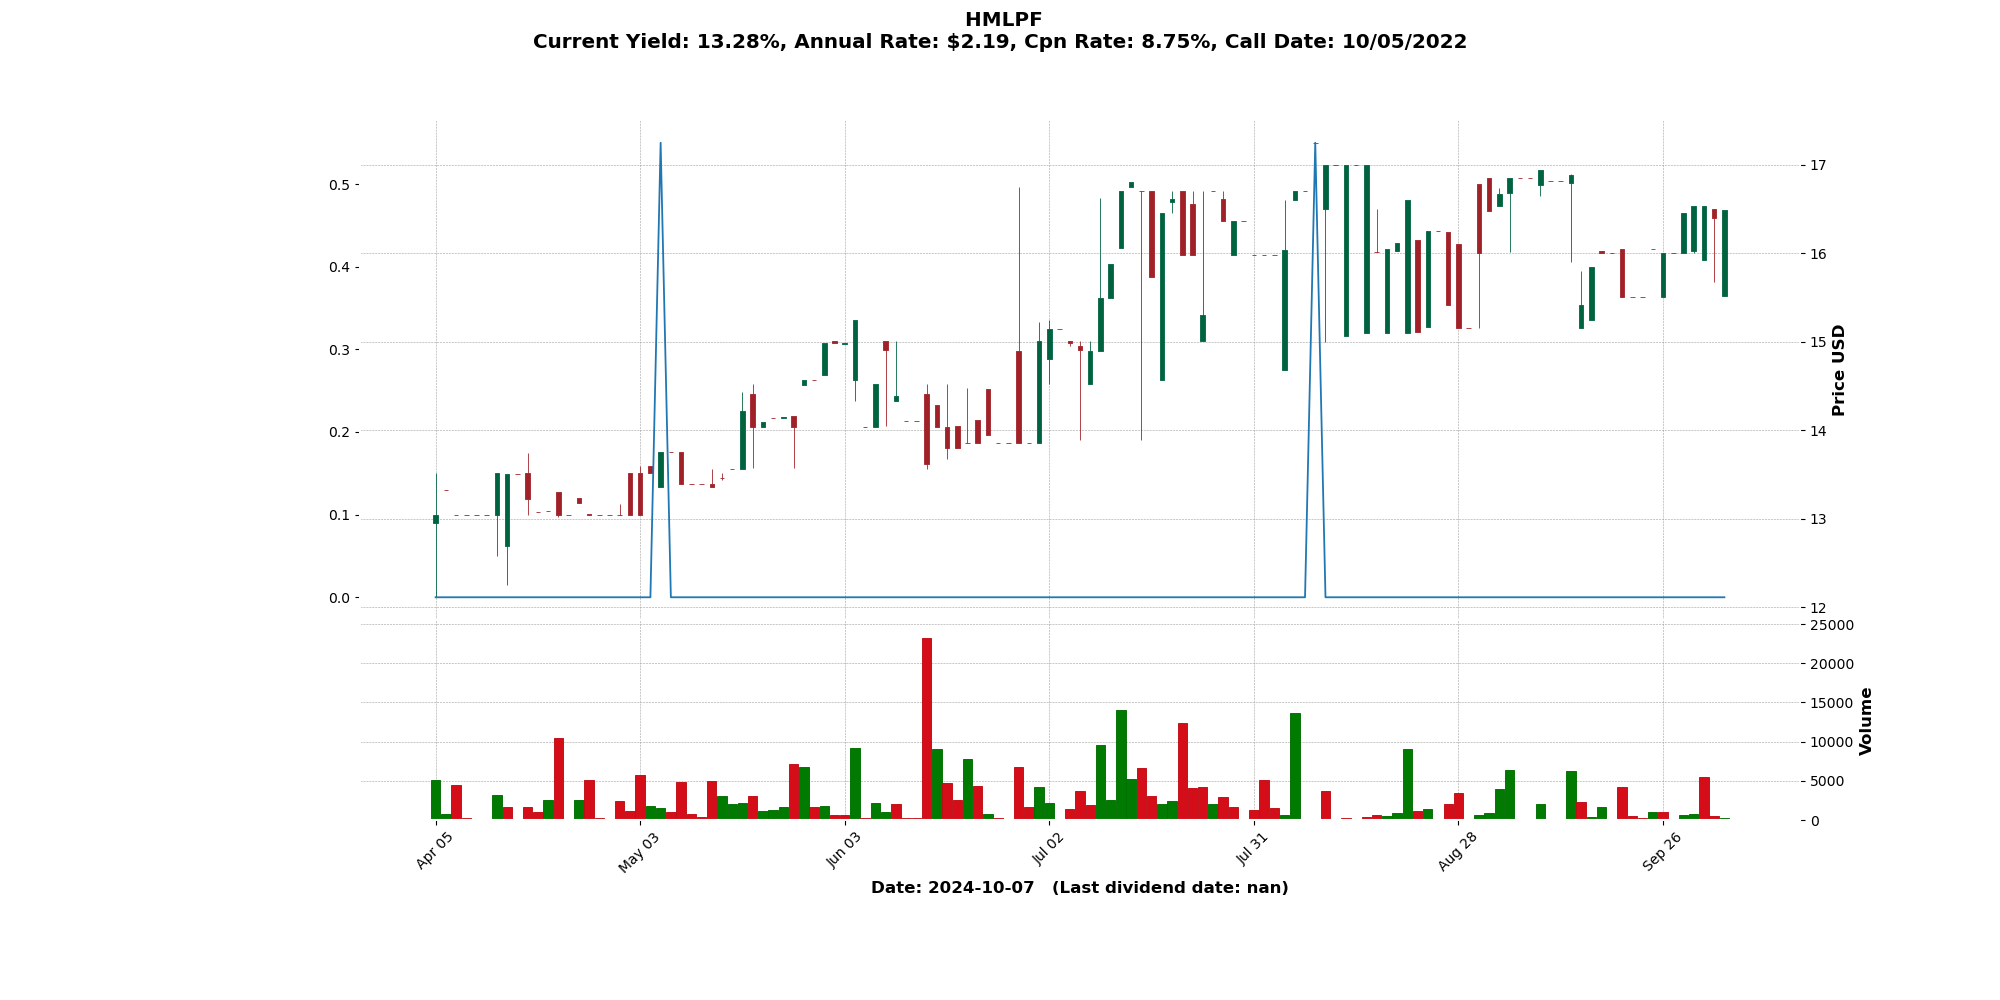 HMLPF
Current Yield: 13.28%, Annual Rate: $2.19, Cpn Rate: 8.75%, Call Date: 10/05/2022
0.5
0.4
0.3
0.2
0.1
0.0
17
16
15
14
13
12
Price USD
25000
20000
15000
10000
5000
0
Volume
Apr 05
May 03
Jun 03
Jul 02
Jul 31
Aug 28
Sep 26
Date: 2024-10-07   (Last dividend date: nan)